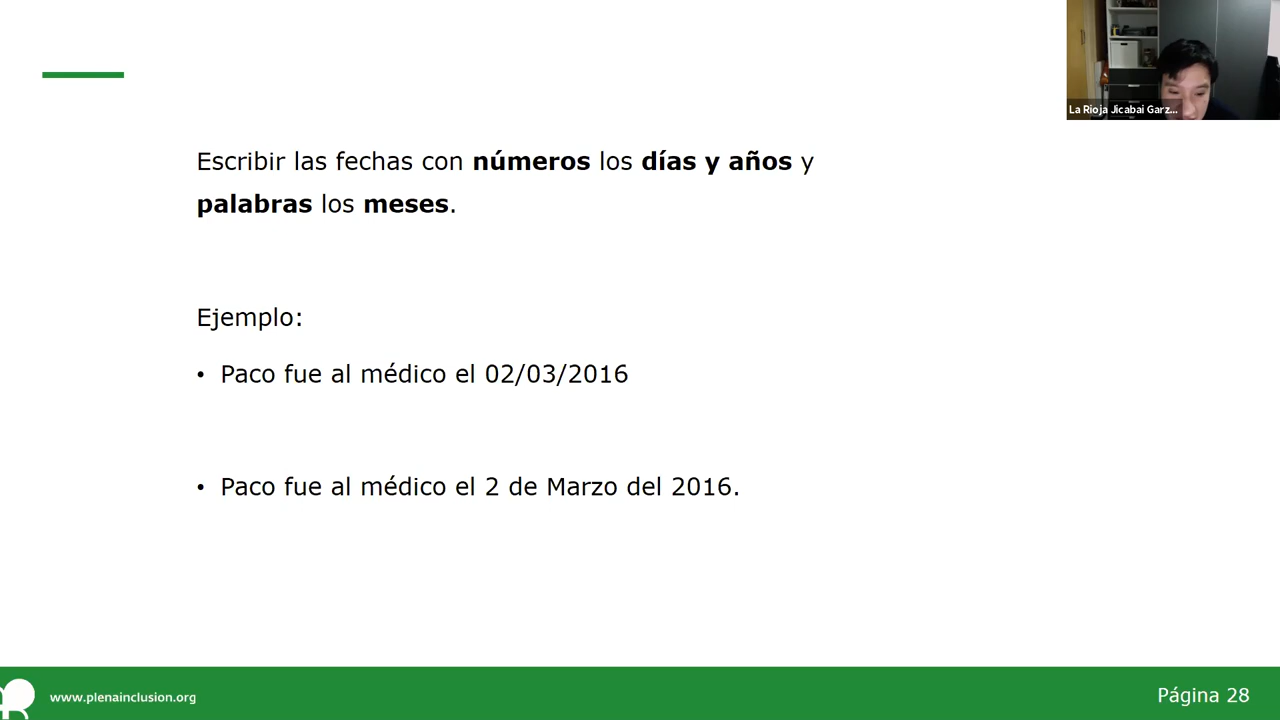 La Rioja Jicabai Garz...
Escribir las fechas con números los días y años y
palabras los meses.
Ejemplo:
• Paco fue al médico el 02/03/2016
• Paco fue al médico el 2 de Marzo del 2016.
www.plenainclusion.org
Página 28